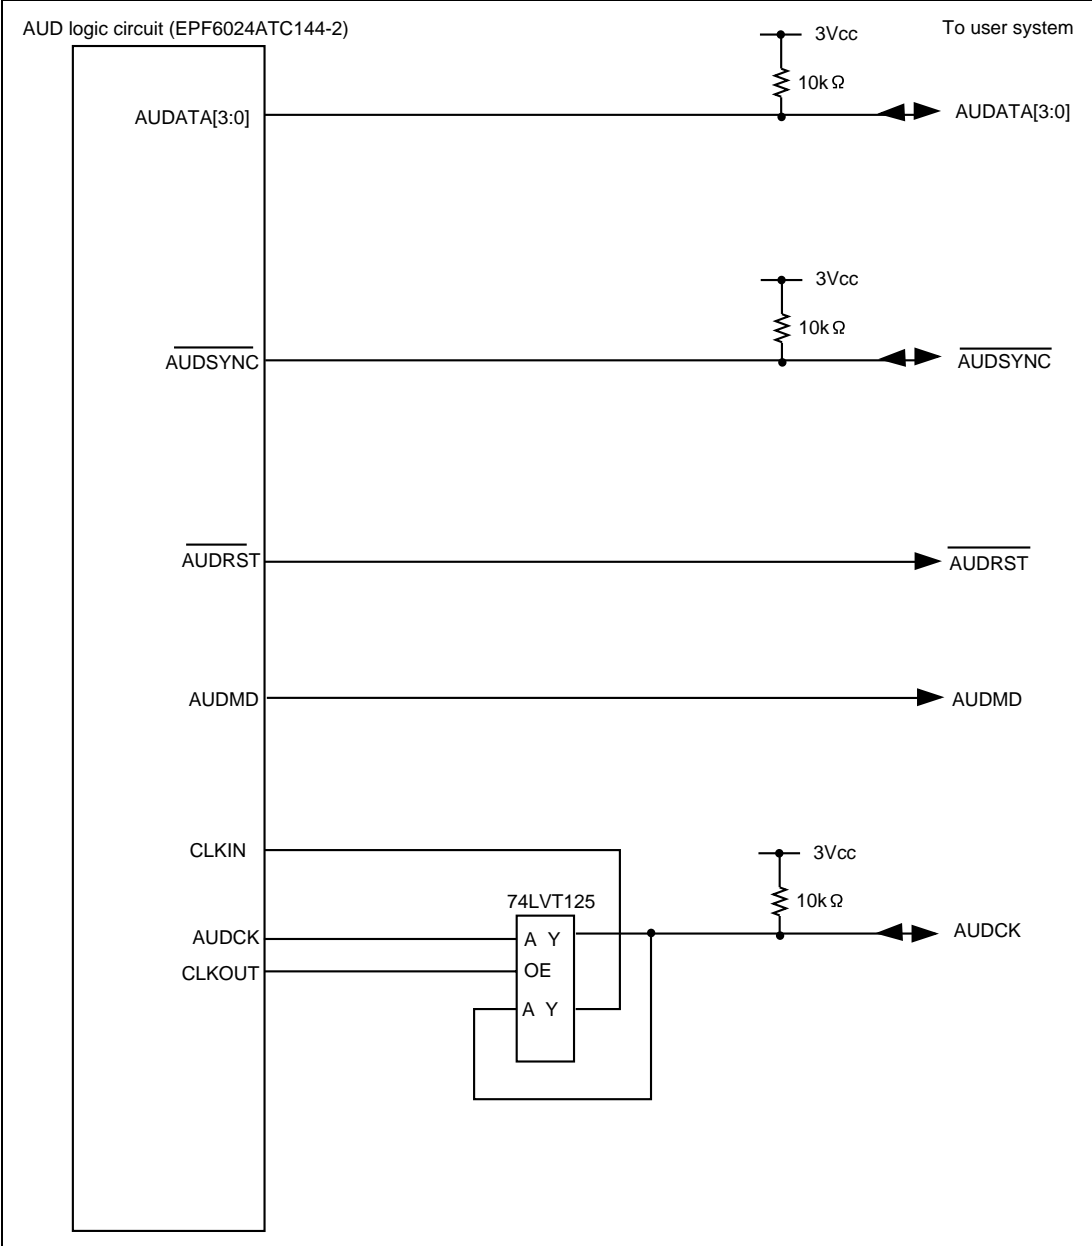 AUD logic circuit (EPF6024ATC144-2)
3Vcc
To user system
10kΩ
AUDATA[3:0]
AUDATA[3:0]
3Vcc
10kΩ
AUDSYNC
AUDSYNC
AUDRST
AUDRST
AUDMD
AUDMD
CLKIN
3Vcc
74LVT125
10kΩ
AUDCK
A Y
AUDCK
CLKOUT
OE
A Y